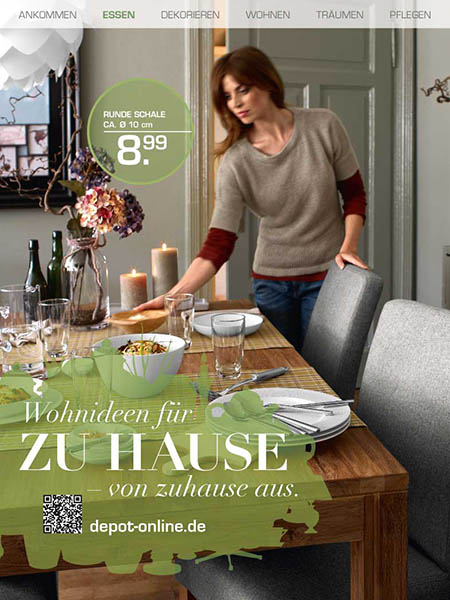 ANKOMMEN ESSEN DEKORIEREN WOHNEN TRÄUMEN PFLEGEN
RUNDE SCHALE
CA. Ø 10 cm
8.99
Wohnideen für
ZU HAUSE
– von zuhause aus.
depot-online.de